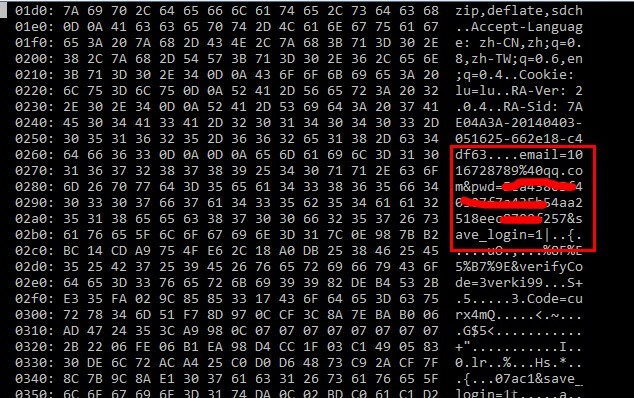 01d0: 7A 69 70 2C 64 65 66 6C 61 74 65 2C 73 64 63 68 zip,deflate,sdch
01e0: 0D 0A 41 63 63 65 70 74 2D 4C 61 6E 67 75 61 67 ..Accept-Languag
01f0: 65 3A 20 7A 68 2D 43 4E 2C 7A 68 3B 71 3D 30 2E e: zh-CN,zh;q=0.
0200: 38 2C 7A 68 2D 54 57 3B 71 3D 30 2E 36 2C 65 6E 8,zh-TW;q=0.6,en
0210: 3B 71 3D 30 2E 34 0D 0A 43 6F 6F 6B 69 65 3A 20 ;q=0.4..Cookie:
0220: 6C 75 3D 6C 75 0D 0A 52 41 2D 56 65 72 3A 20 32 lu=lu..RA-Ver: 2
0230: 2E 30 2E 34 0D 0A 52 41 2D 53 69 64 3A 20 37 41 .0.4..RA-Sid: 7A
0240: 45 30 34 41 33 41 2D 32 30 31 34 30 34 30 33 2D E04A3A-20140403-
0250: 30 35 31 36 32 35 2D 36 36 32 65 31 38 2D 63 34 051625-662e18-c4
0260: 64 66 36 33 0D 0A 0D 0A 65 6D 61 69 6C 3D 31 30 df63....email=10
0270: 31 36 37 32 38 37 38 39 25 34 30 71 71 2E 63 6F 16728789%40qq.co
0280: 6D 26 70 77 64 3D 65 61 34 33 38 36 35 66 34 m&pwd=
0290: 30 33 30 37 66 37 61 34 33 35 62 35 34 61 61 32 54aa2
02a0: 35 31 38 65 65 63 38 37 30 30 66 32 35 37 26 73 518eec f257&s
02b0: 61 76 65 5F 6C 6F 67 69 6E 3D 31 7C 0E 98 7B B2 ave_login=1|..{.
02c0: BC 14 CD A9 75 4F E6 2C 18 A0 DB 25 38 46 25 45 ....uO.,...%8F%E
02d0: 35 25 42 37 25 39 45 26 76 65 72 69 66 79 43 6F 5%B7%9E&verifyCo
02e0: 64 65 3D 33 76 65 72 6B 69 39 39 82 DE B4 53 2B de=3verki99...S+
02f0: E3 35 FA 02 9C 85 85 33 17 43 6F 64 65 3D 63 75 .5.....3.Code=cu
0300: 72 78 34 6D 51 F7 8D 97 0C CF 3C 8A 7E BA B0 06 rx4mQ.....<.~...
0310: AD 47 24 35 3C A9 98 0C 07 07 07 07 07 07 07 07 .G$5<...........
0320: 2B 22 06 FE 06 B1 EA 98 D4 CC 1F 03 C1 49 05 83 +"...........I..
0330: 30 DE 6C 72 AC A4 25 C0 D0 D6 48 73 C9 2A CF 7F 0.lr..%...Hs.*..
0340: 8C 7B 9C 8A E1 30 37 61 63 31 26 73 61 76 65 5F .{...07ac1&save_
0350: 6C 6F 67 69 6E 3D 31 74 DA 0C 02 BD C0 61 C1 D2 login=1t.....a..